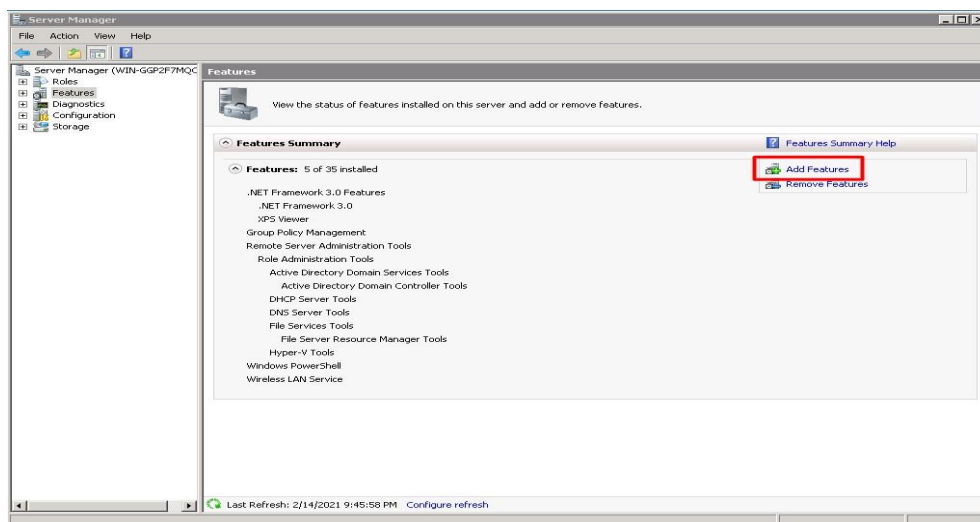 Server Manager
File Action View Help
Server Manager (WIN-GGP2F7MQC
Roles
Features
Diagnostics
Configuration
Storage
Features
View the status of features installed on this server and add or remove features.
Features Summary
Features Summary Help
Features: 5 of 35 installed
Add Features
Remove Features
.NET Framework 3.0 Features
.NET Framework 3.0
XPS Viewer
Group Policy Management
Remote Server Administration Tools
Role Administration Tools
Active Directory Domain Services Tools
Active Directory Domain Controller Tools
DHCP Server Tools
DNS Server Tools
File Services Tools
File Server Resource Manager Tools
Hyper-V Tools
Windows PowerShell
Wireless LAN Service
Last Refresh: 2/14/2021 9:45:58 PM Configure refresh